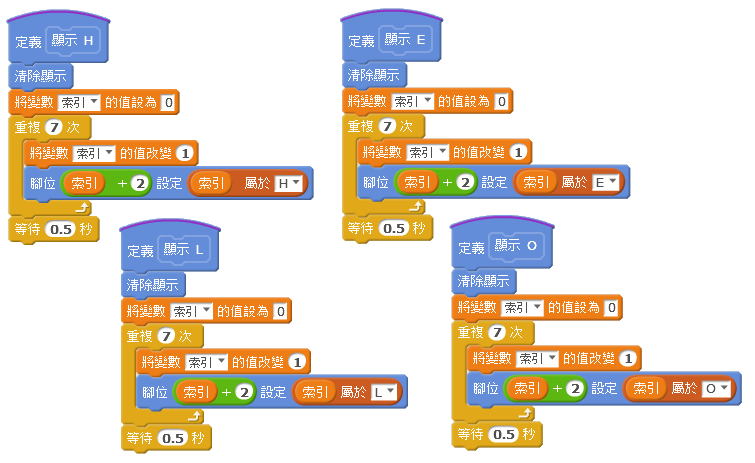 定義 顯示 H
清除顯示
將變數 索引 的值設為 0
重複 7 次
將變數 索引 的值改變 1
腳位 索引 + 2 設定 索引 屬於 H
等待 0.5 秒
定義 顯示 E
清除顯示
將變數 索引 的值設為 0
重複 7 次
將變數 索引 的值改變 1
腳位 索引 + 2 設定 索引 屬於 E
等待 0.5 秒
定義 顯示 L
清除顯示
將變數 索引 的值設為 0
重複 7 次
將變數 索引 的值改變 1
腳位 索引 + 2 設定 索引 屬於 L
等待 0.5 秒
定義 顯示 O
清除顯示
將變數 索引 的值設為 0
重複 7 次
將變數 索引 的值改變 1
腳位 索引 + 2 設定 索引 屬於 O
等待 0.5 秒